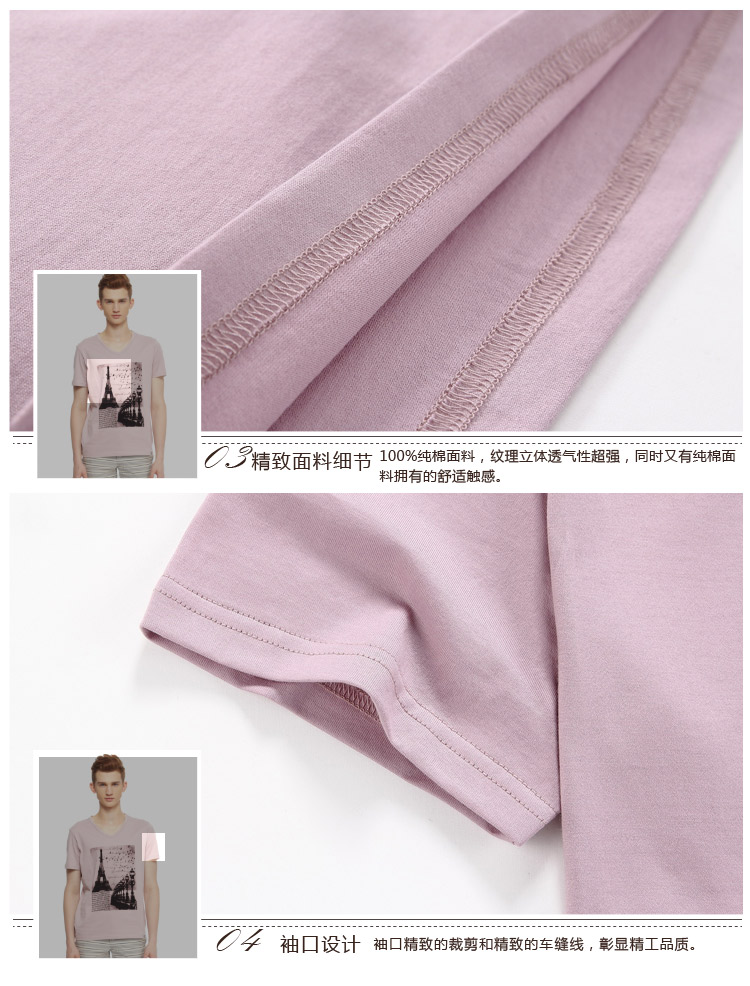 03 精致面料细节 100%纯棉面料，纹理立体透气性超强，同时又有纯棉面
料拥有的舒适触感。
04 袖口设计 袖口精致的裁剪和精致的车缝线，彰显精工品质。